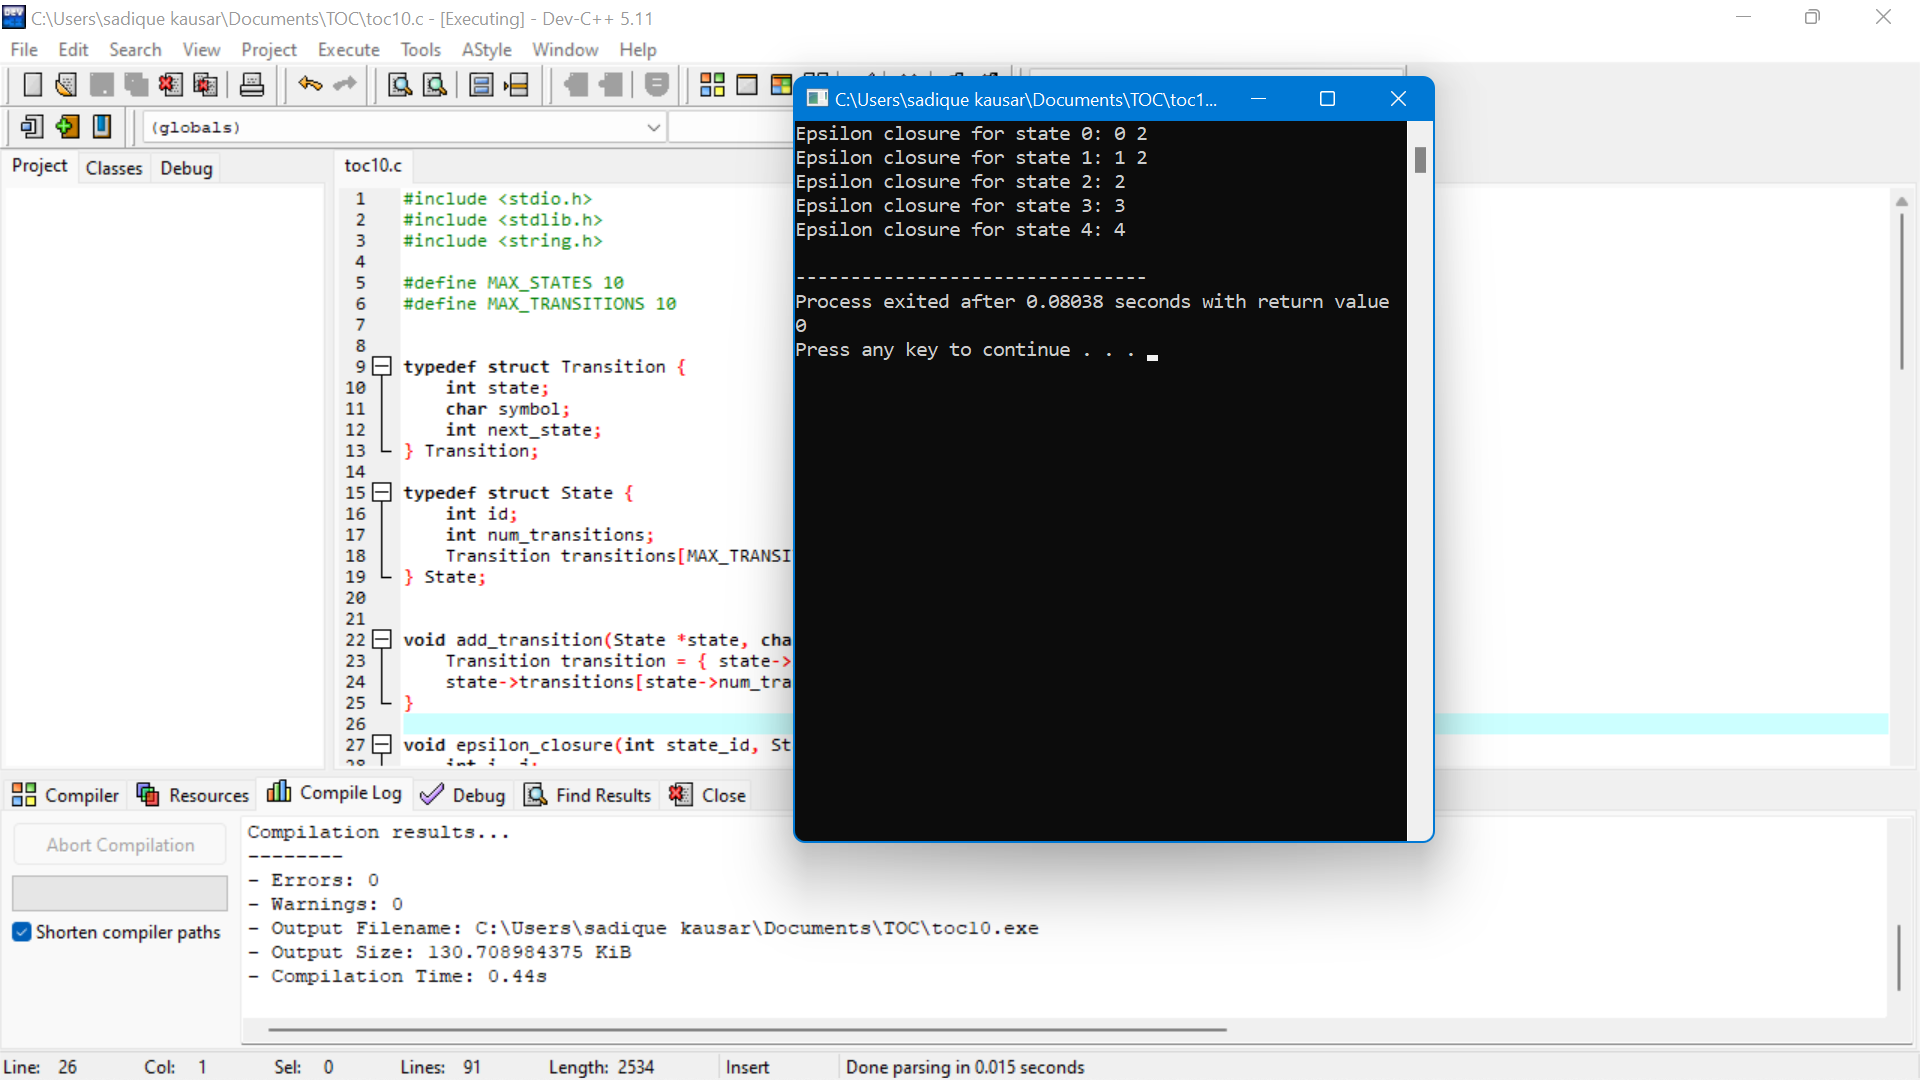 C:\Users\sadique kausar\Documents\TOC\toc10.c - [Executing] - Dev-C++ 5.11
File Edit Search View Project Execute Tools AStyle Window Help
(globals)
Project Classes Debug
toc10.c
1 #include <stdio.h>
2 #include <stdlib.h>
3 #include <string.h>
4
5 #define MAX_STATES 10
6 #define MAX_TRANSITIONS 10
7
8
9 typedef struct Transition {
10 int state;
11 char symbol;
12 int next_state;
13 } Transition;
14
15 typedef struct State {
16 int id;
17 int num_transitions;
18 Transition transitions[MAX_TRANSI
19 } State;
20
21
22 void add_transition(State *state, cha
23 Transition transition = { state->
24 state->transitions[state->num_tra
25 }
26
27 void epsilon_closure(int state_id, St
28 int i, j;
C:\Users\sadique kausar\Documents\TOC\toc1...
Epsilon closure for state 0: 0 2
Epsilon closure for state 1: 1 2
Epsilon closure for state 2: 2
Epsilon closure for state 3: 3
Epsilon closure for state 4: 4
--------------------------------
Process exited after 0.08038 seconds with return value
0
Press any key to continue . . .
Compiler Resources Compile Log Debug Find Results Close
Abort Compilation
Shorten compiler paths
Compilation results...
--------
- Errors: 0
- Warnings: 0
- Output Filename: C:\Users\sadique kausar\Documents\TOC\toc10.exe
- Output Size: 130.708984375 KiB
- Compilation Time: 0.44s
Line: 26 Col: 1 Sel: 0 Lines: 91 Length: 2534 Insert Done parsing in 0.015 seconds